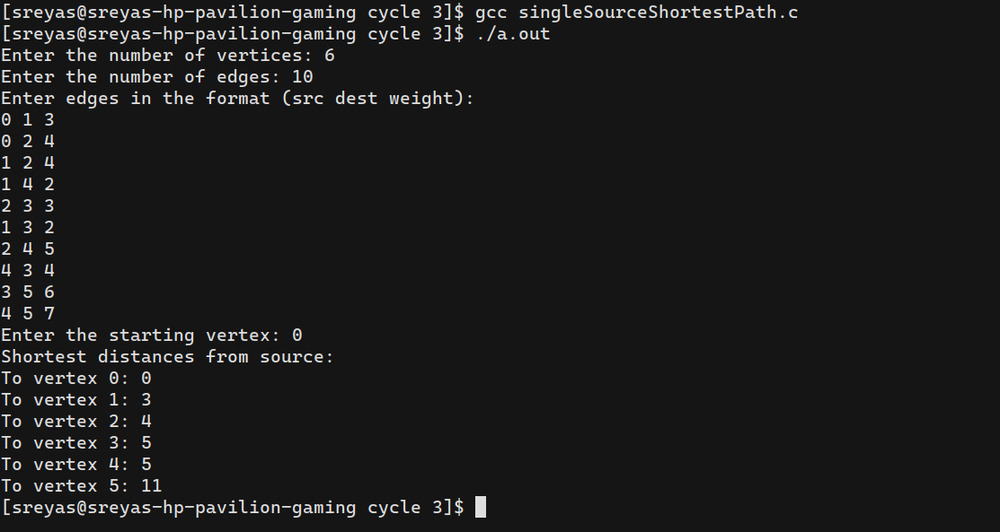 [sreyas@sreyas-hp-pavilion-gaming cycle 3]$ gcc singleSourceShortestPath.c
[sreyas@sreyas-hp-pavilion-gaming cycle 3]$ ./a.out
Enter the number of vertices: 6
Enter the number of edges: 10
Enter edges in the format (src dest weight):
0 1 3
0 2 4
1 2 4
1 4 2
2 3 3
1 3 2
2 4 5
4 3 4
3 5 6
4 5 7
Enter the starting vertex: 0
Shortest distances from source:
To vertex 0: 0
To vertex 1: 3
To vertex 2: 4
To vertex 3: 5
To vertex 4: 5
To vertex 5: 11
[sreyas@sreyas-hp-pavilion-gaming cycle 3]$